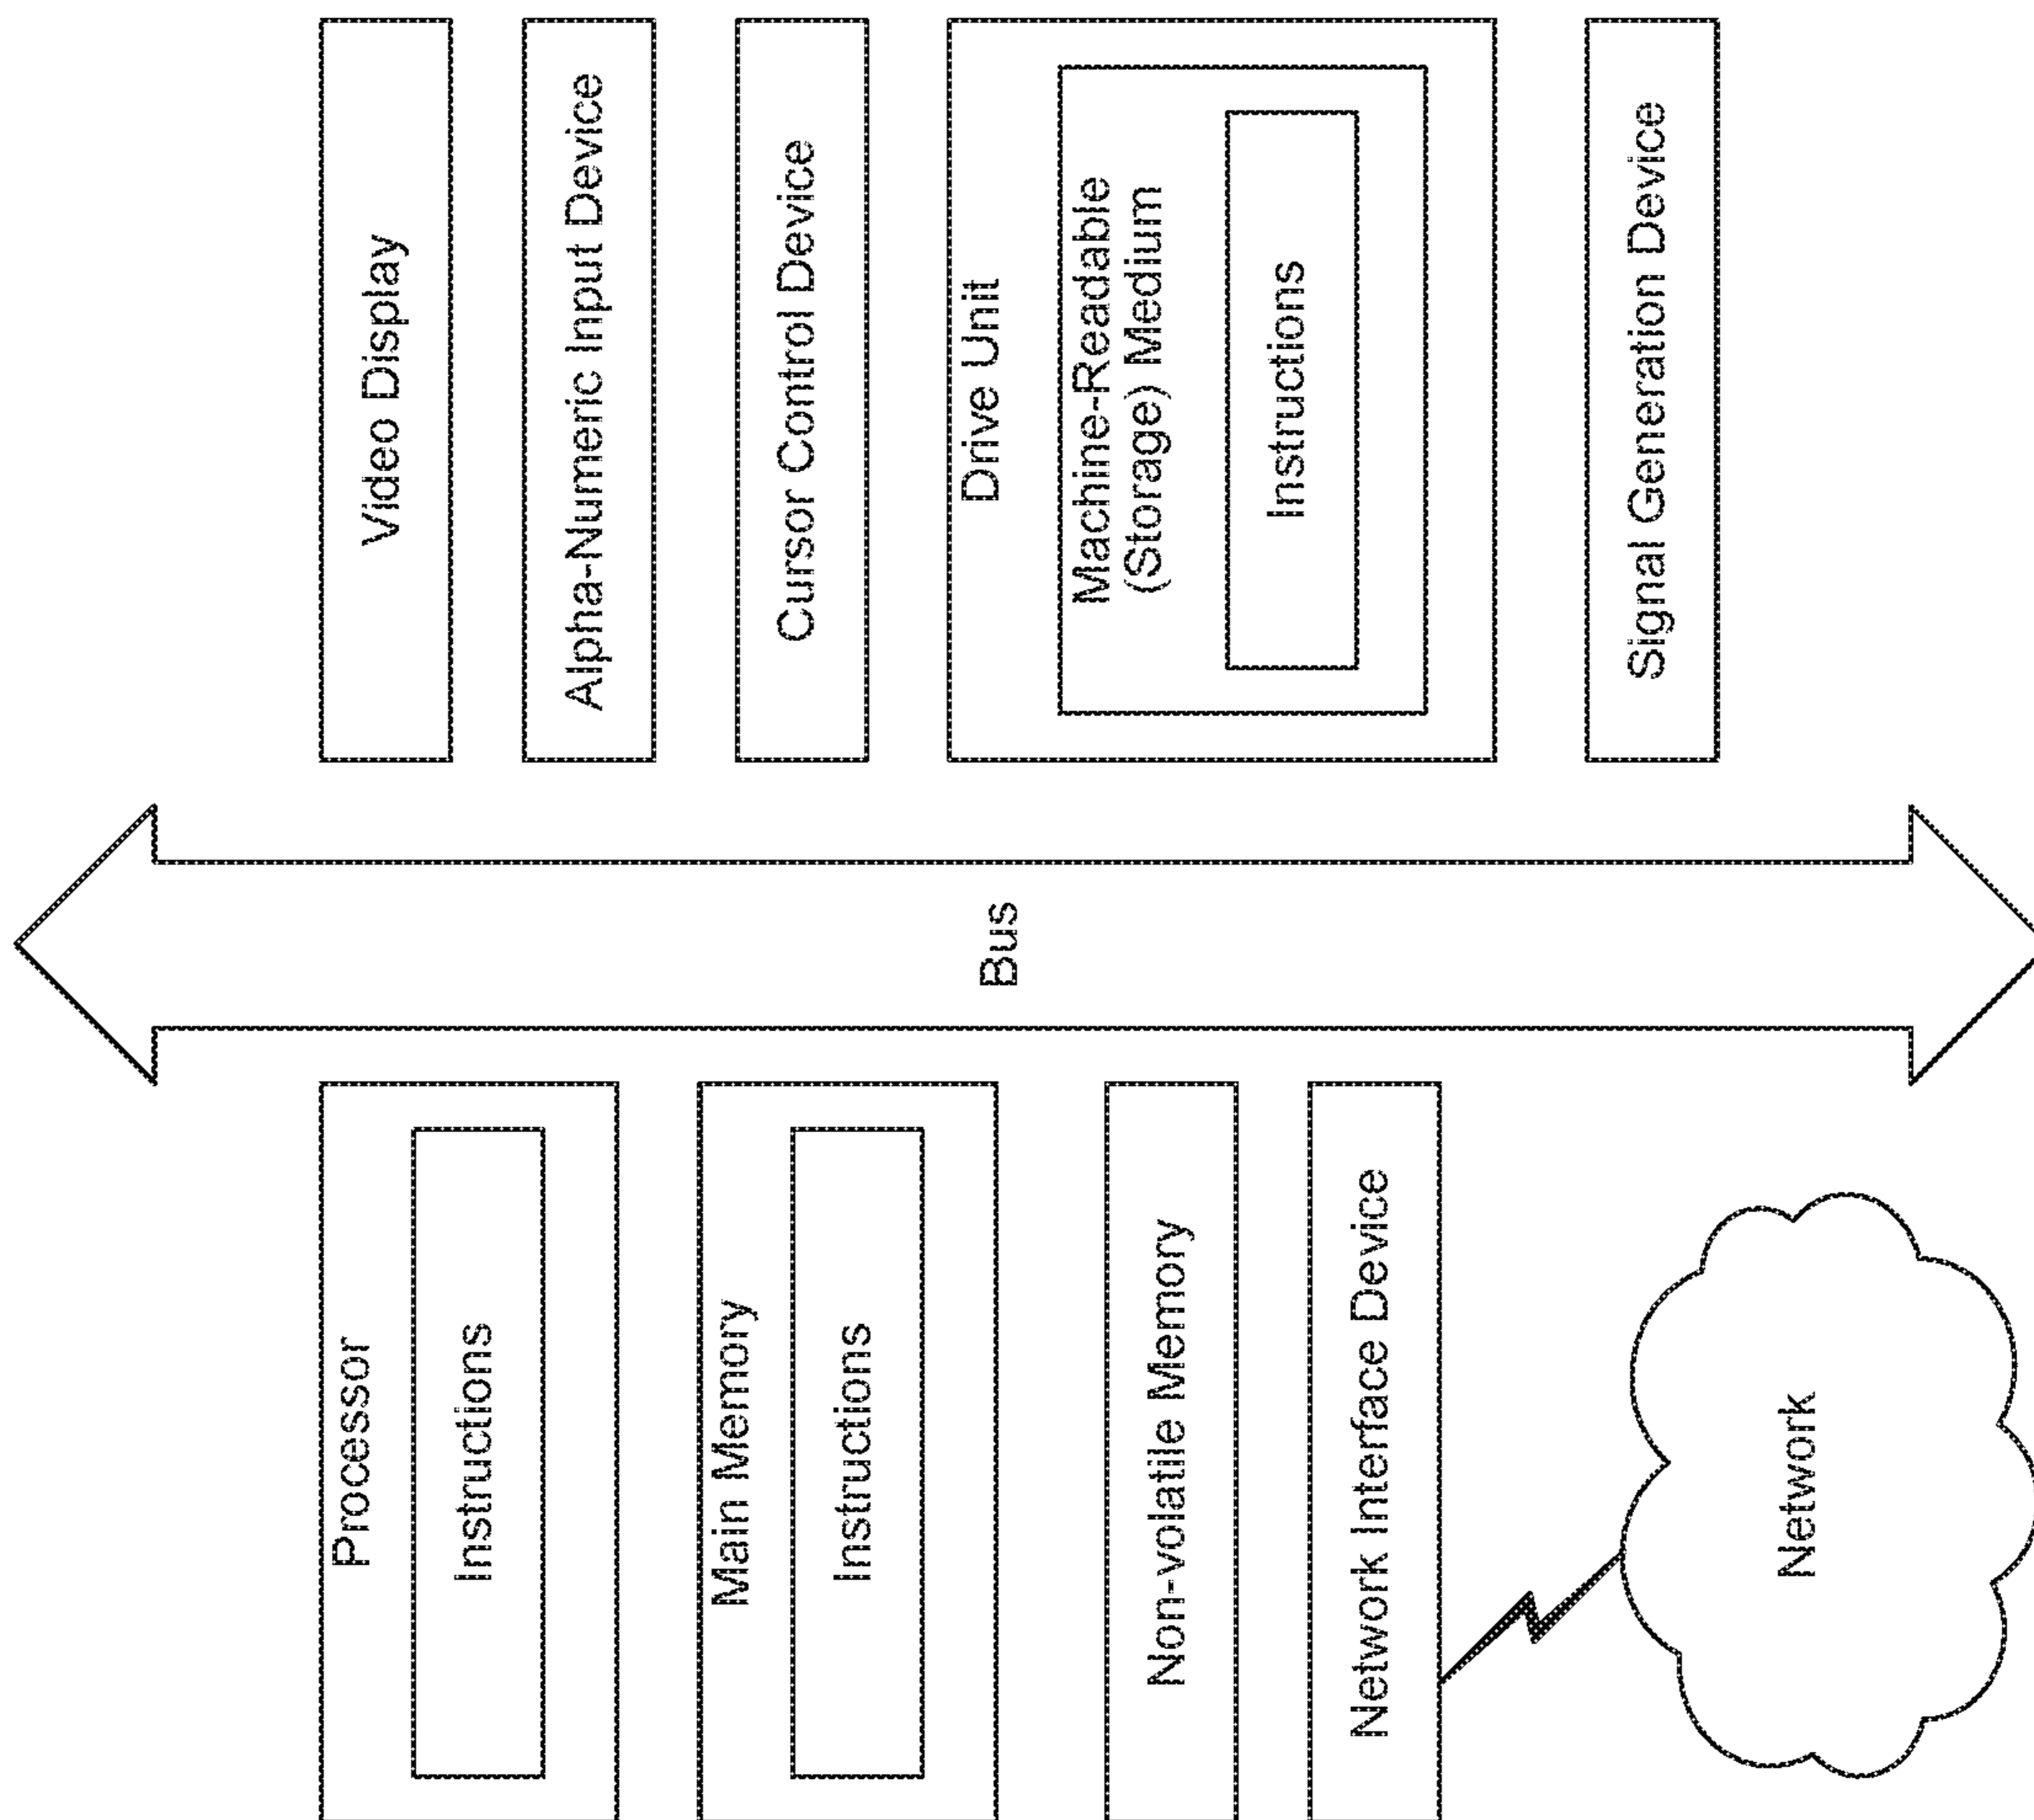 Processor
Instructions
Main Memory
Instructions
Non-volatile Memory
Network Interface Device
Network
Bus
Video Display
Alpha-Numeric Input Device
Cursor Control Device
Drive Unit
Machine-Readable
(Storage) Medium
Instructions
Signal Generation Device